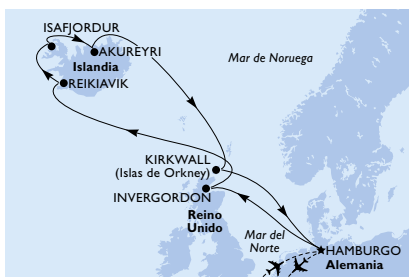 ISAFJORDUR
AKUREYRI
Islandia
REIKIAVIK
Mar de Noruega
KIRKWALL
(Islas de Orkney)
INVERGORDON
Reino
Unido
Mar del
Norte
HAMBURGO
Alemania